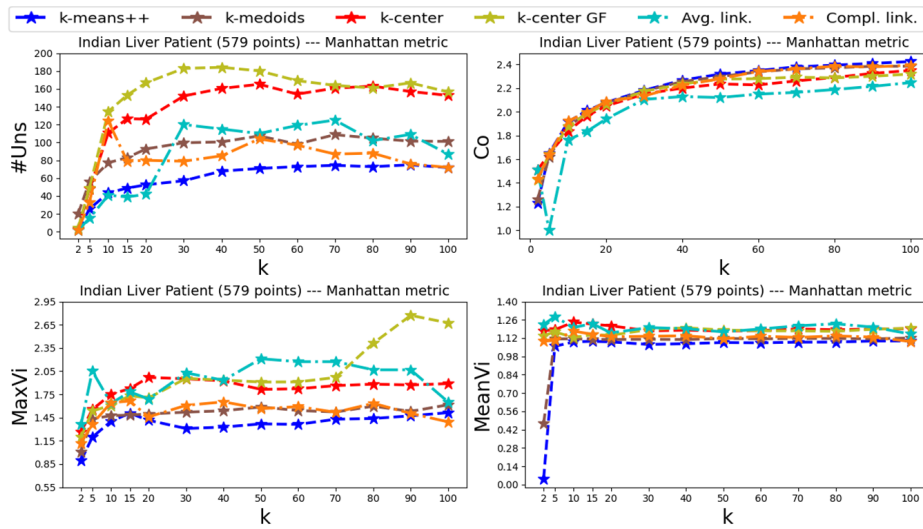 k-means++ k-medoids k-center k-center GF Avg. link. Compl. link.
Indian Liver Patient (579 points) --- Manhattan metric
#Uns
200
180
160
140
120
100
80
60
40
20
0
2 5 10 15 20 30 40 50 60 70 80 90 100
k
Indian Liver Patient (579 points) --- Manhattan metric
Co
2.4
2.2
2.0
1.8
1.6
1.4
1.2
1.0
0 20 40 60 80 100
k
Indian Liver Patient (579 points) --- Manhattan metric
MaxVi
2.95
2.65
2.35
2.05
1.75
1.45
1.15
0.85
0.55
2 5 10 15 20 30 40 50 60 70 80 90 100
k
Indian Liver Patient (579 points) --- Manhattan metric
MeanVi
1.40
1.26
1.12
0.98
0.84
0.70
0.56
0.42
0.28
0.14
0.00
2 5 10 15 20 30 40 50 60 70 80 90 100
k